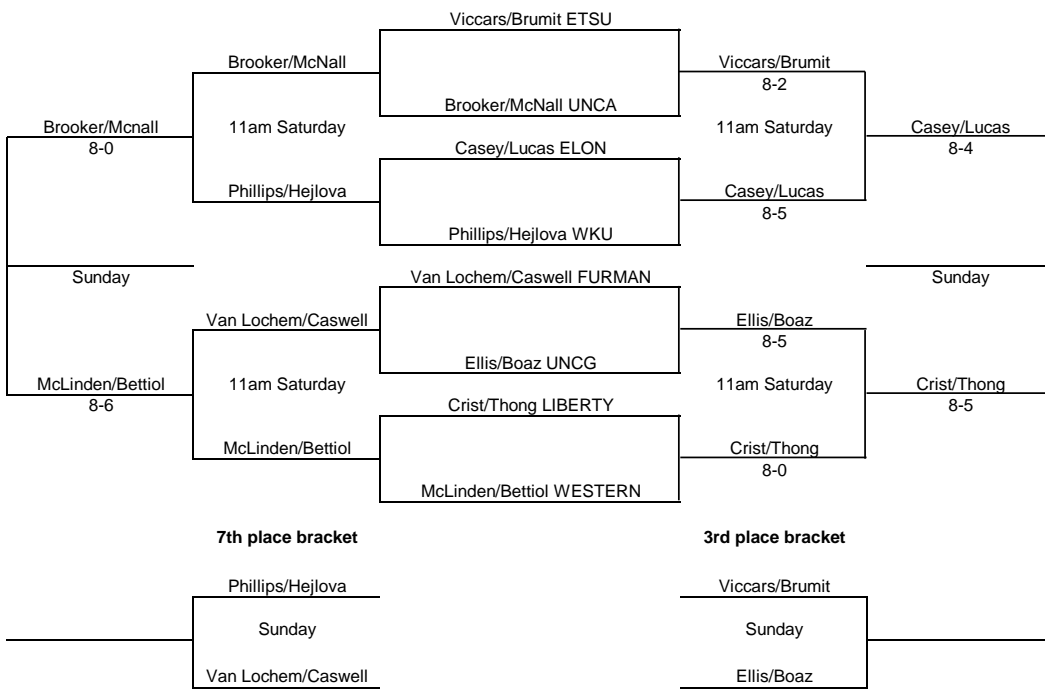 Viccars/Brumit ETSU
Brooker/McNall
Viccars/Brumit
8-2
Brooker/McNall UNCA
Brooker/Mcnall
11am Saturday
11am Saturday
Casey/Lucas
8-0
Casey/Lucas ELON
8-4
Phillips/Hejlova
Casey/Lucas
8-5
Phillips/Hejlova WKU
Sunday
Van Lochem/Caswell FURMAN
Sunday
Van Lochem/Caswell
Ellis/Boaz
8-5
Ellis/Boaz UNCG
McLinden/Bettiol
11am Saturday
11am Saturday
Crist/Thong
8-6
Crist/Thong LIBERTY
8-5
McLinden/Bettiol
Crist/Thong
8-0
McLinden/Bettiol WESTERN
7th place bracket
3rd place bracket
Phillips/Hejlova
Viccars/Brumit
Sunday
Sunday
Van Lochem/Caswell
Ellis/Boaz